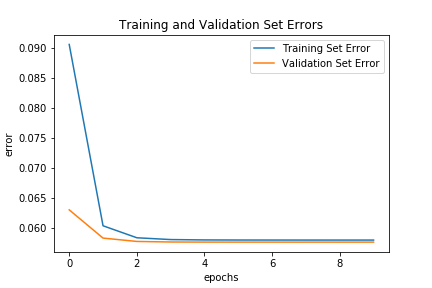 Training and Validation Set Errors
Training Set Error
Validation Set Error
error
0.090
0.085
0.080
0.075
0.070
0.065
0.060
0 2 4 6 8
epochs